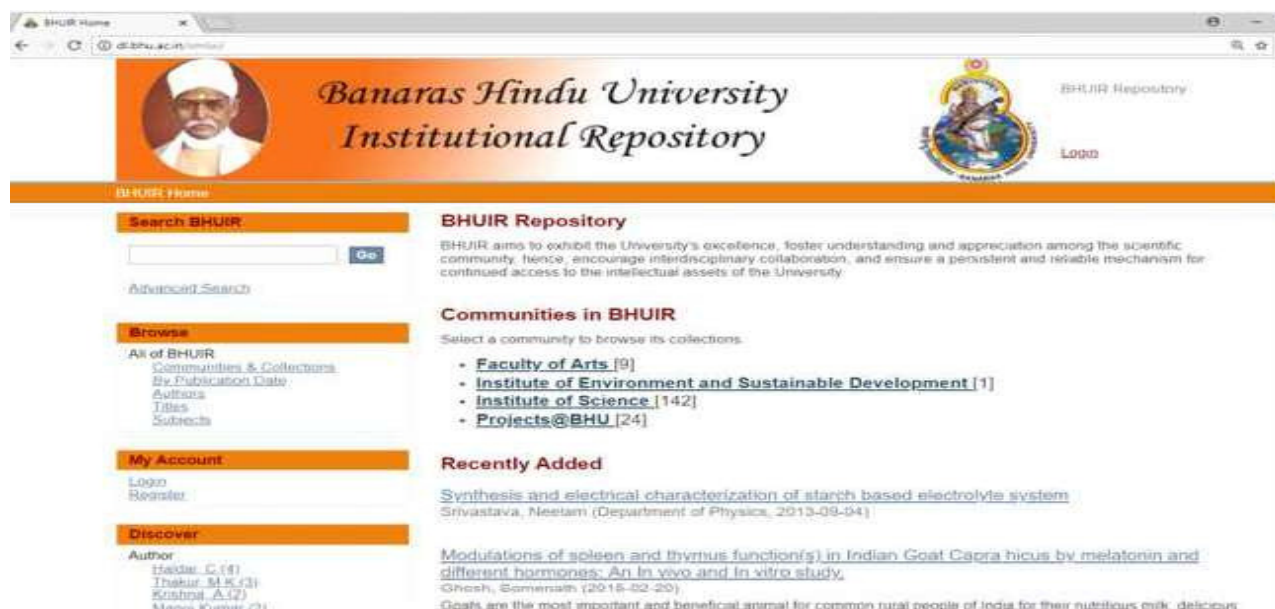 BHUIR Home
dl.bhu.ac.in
Banaras Hindu University
Institutional Repository
BHUIR Repository
Login
BHUIR Home
Search BHUIR
Go
Advanced Search
Browse
All of BHUIR
Communities & Collections
By Publication Date
Authors
Titles
Subjects
My Account
Login
Register
Discover
Author
Haldar, C (4)
Thakur, M K (3)
Krishna, A (2)
Manoj Kumar (2)
BHUIR Repository
BHUIR aims to exhibit the University's excellence, foster understanding and appreciation among the scientific
community, hence, encourage interdisciplinary collaboration, and ensure a persistent and reliable mechanism for
continued access to the intellectual assets of the University
Communities in BHUIR
Select a community to browse its collections.
Faculty of Arts [9]
Institute of Environment and Sustainable Development [1]
Institute of Science [142]
Projects@BHU [24]
Recently Added
Synthesis and electrical characterization of starch based electrolyte system
Srivastava, Neelam (Department of Physics, 2013-09-04)
Modulations of spleen and thymus function(s) in Indian Goat Capra hicus by melatonin and
different hormones: An In vivo and In vitro study.
Ghosh, Somenath (2015-02-20)
Goats are the most important and benefical animal for common rural people of India for their nutritious milk, delicious